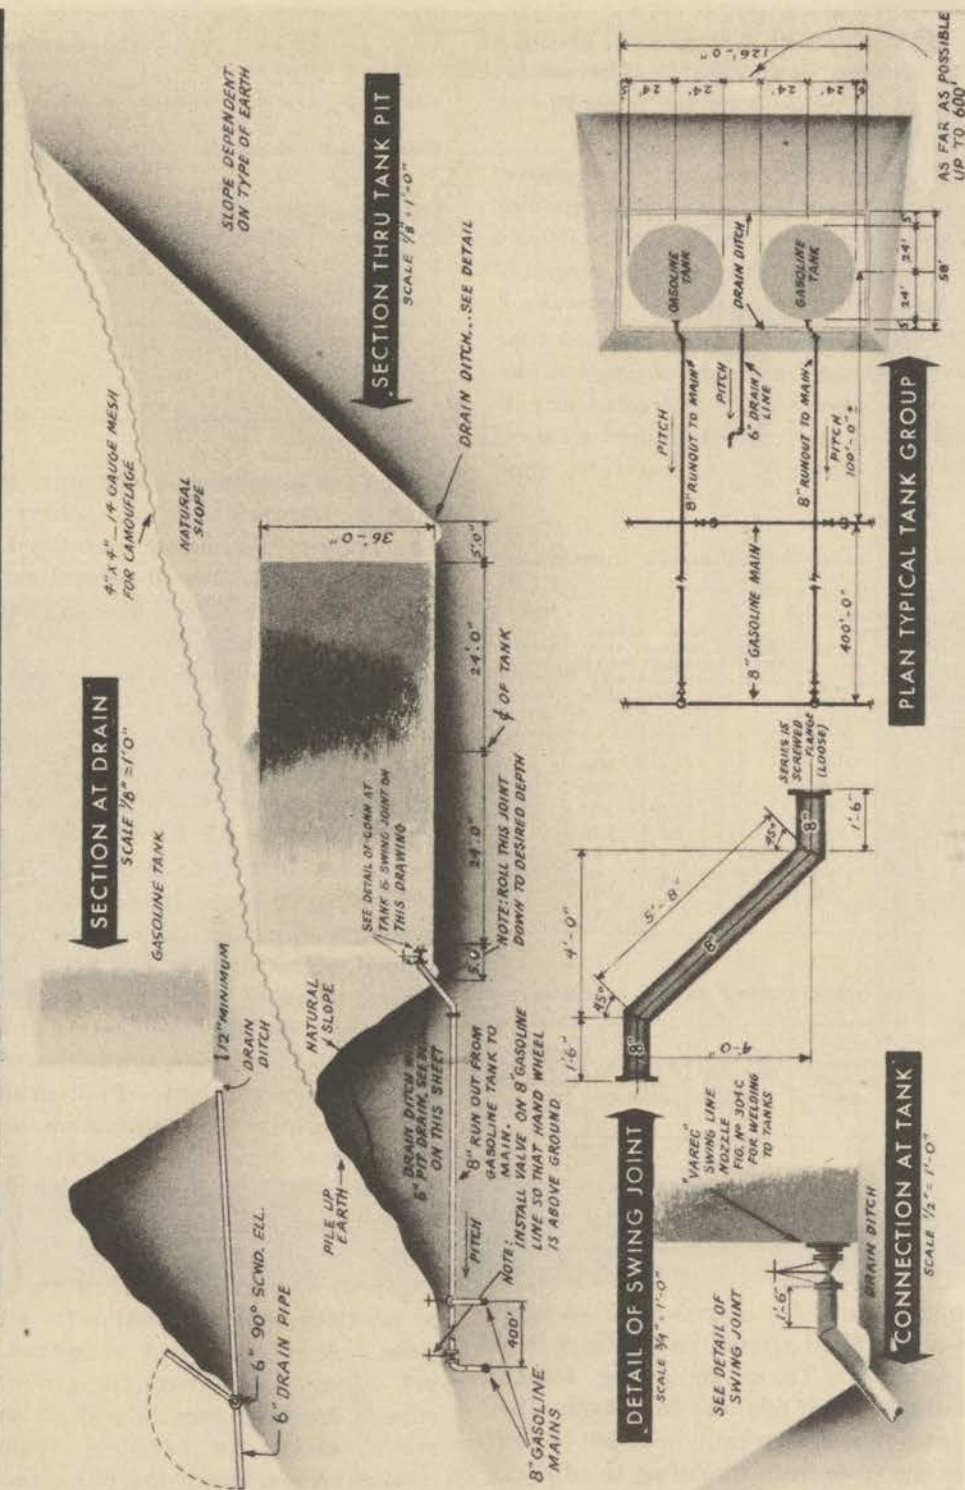 SECTION AT DRAIN
SCALE 1/8" = 1'0"
GASOLINE TANK
1/2" MINIMUM
DRAIN
DITCH
6" 90° SCWD. ELL.
6" DRAIN PIPE
4" X 4" — 14 GAUGE MESH
FOR CAMOUFLAGE
NATURAL
SLOPE
SLOPE DEPENDENT
ON TYPE OF EARTH
SECTION THRU TANK PIT
SCALE 1/8" = 1'-0"
DRAIN DITCH...SEE DETAIL
36'-0"
5'0"
24'0"
24'0"
5'0"
℄ OF TANK
SEE DETAIL OF CONN AT
TANK & SWING JOINT ON
THIS DRAWING
NOTE: ROLL THIS JOINT
DOWN TO DESIRED DEPTH
NATURAL
SLOPE
PILE UP
EARTH
DRAIN DITCH
6" PIT DRAIN, SEE
ON THIS SHEET
8" RUN OUT FROM
GASOLINE TANK TO
MAIN.
PITCH
NOTE:
INSTALL VALVE ON 8" GASOLINE
LINE SO THAT HAND WHEEL
IS ABOVE GROUND
400'
8" GASOLINE
MAINS
DETAIL OF SWING JOINT
SCALE 3/4" = 1'-0"
1'-6"
4'-0"
5'-8"
45°
45°
4'-0"
1'-6"
8"
8"
8"
SERIES 15
SCREWED
FLANGE
(LOOSE)
"VAREC"
SWING LINE
NOZZLE
FIG. Nº 304C
FOR WELDING
TO TANKS
SEE DETAIL OF
SWING JOINT
1'-6"
DRAIN DITCH
CONNECTION AT TANK
SCALE 1/2" = 1'-0"
126'-0"
5'
24'
24'
24'
24'
AS FAR AS POSSIBLE
UP TO 600'
GASOLINE
TANK
DRAIN DITCH
GASOLINE
TANK
5'
24'
24'
5'
58'
PITCH
8" RUNOUT TO MAIN
PITCH
6" DRAIN
LINE
8" RUNOUT TO MAIN
PITCH
100'-0" ±
8" GASOLINE MAIN
400'-0"
PLAN TYPICAL TANK GROUP